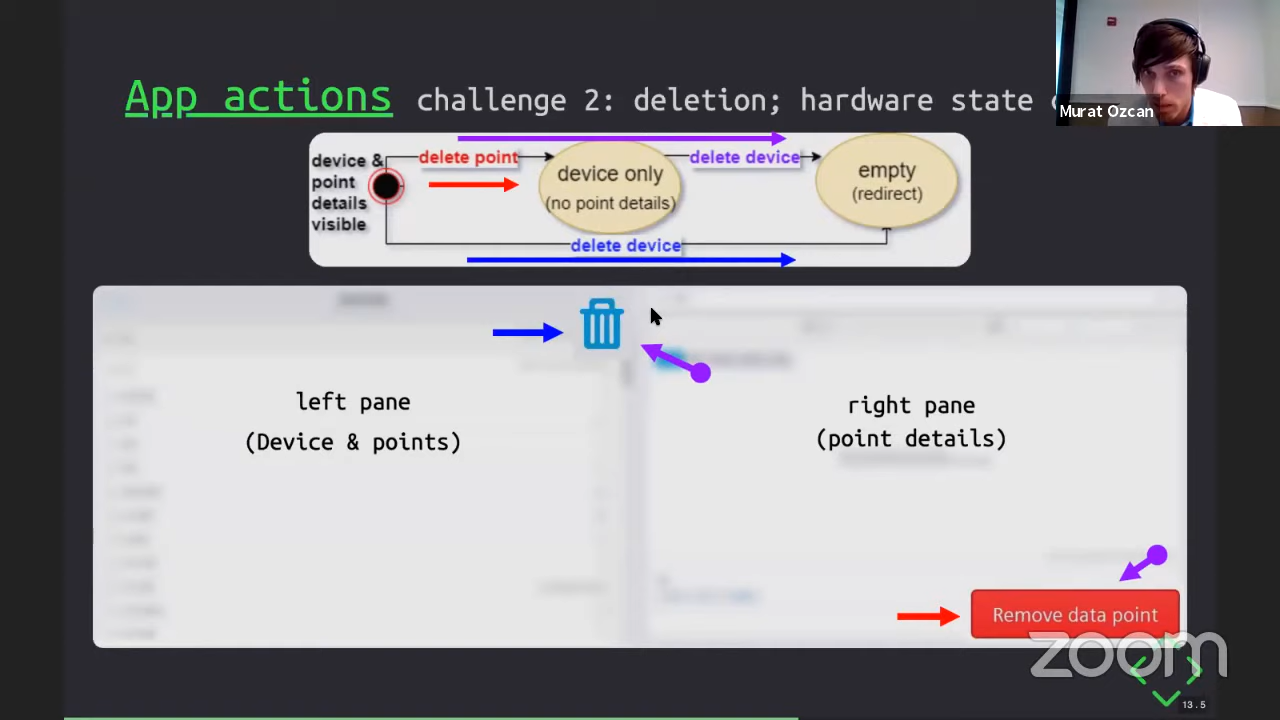 App actions challenge 2: deletion; hardware state
Murat Ozcan
device &
point
details
visible
delete point
device only
(no point details)
delete device
empty
(redirect)
delete device
left pane
(Device & points)
right pane
(point details)
Remove data point
zoom
13.5